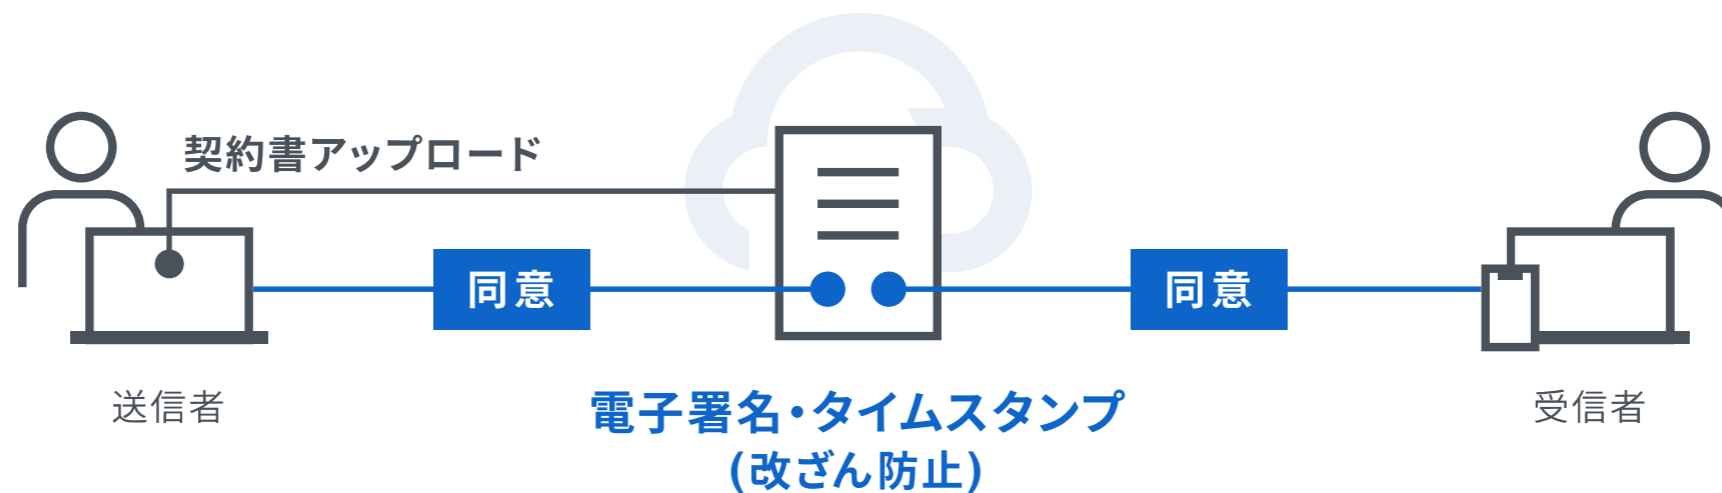 契約書アップロード
同意
同意
送信者
電子署名・タイムスタンプ
(改ざん防止)
受信者